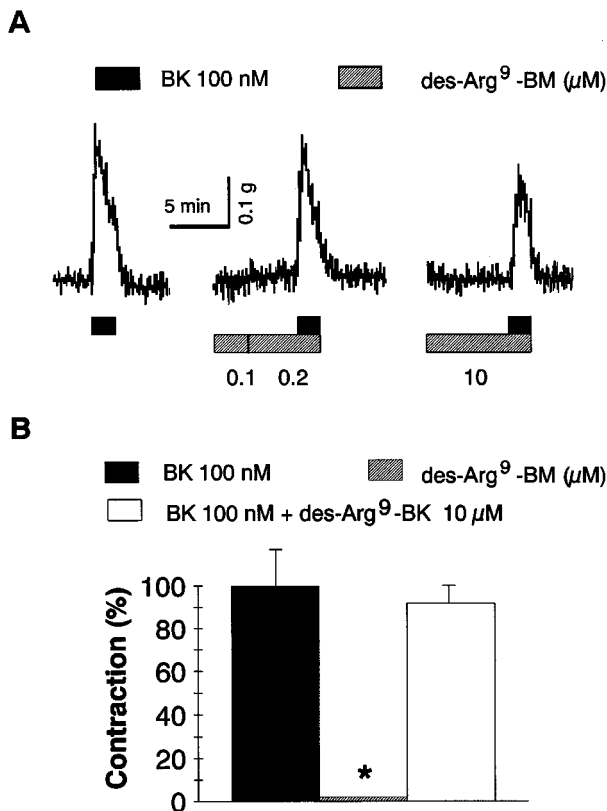 A
BK 100 nM des-Arg⁹-BM (µM)
5 min
0.1 g
0.1 0.2 10
B
BK 100 nM des-Arg⁹-BM (µM)
BK 100 nM + des-Arg⁹-BK 10 µM
Contraction (%)
100
80
60
40
20
0
*